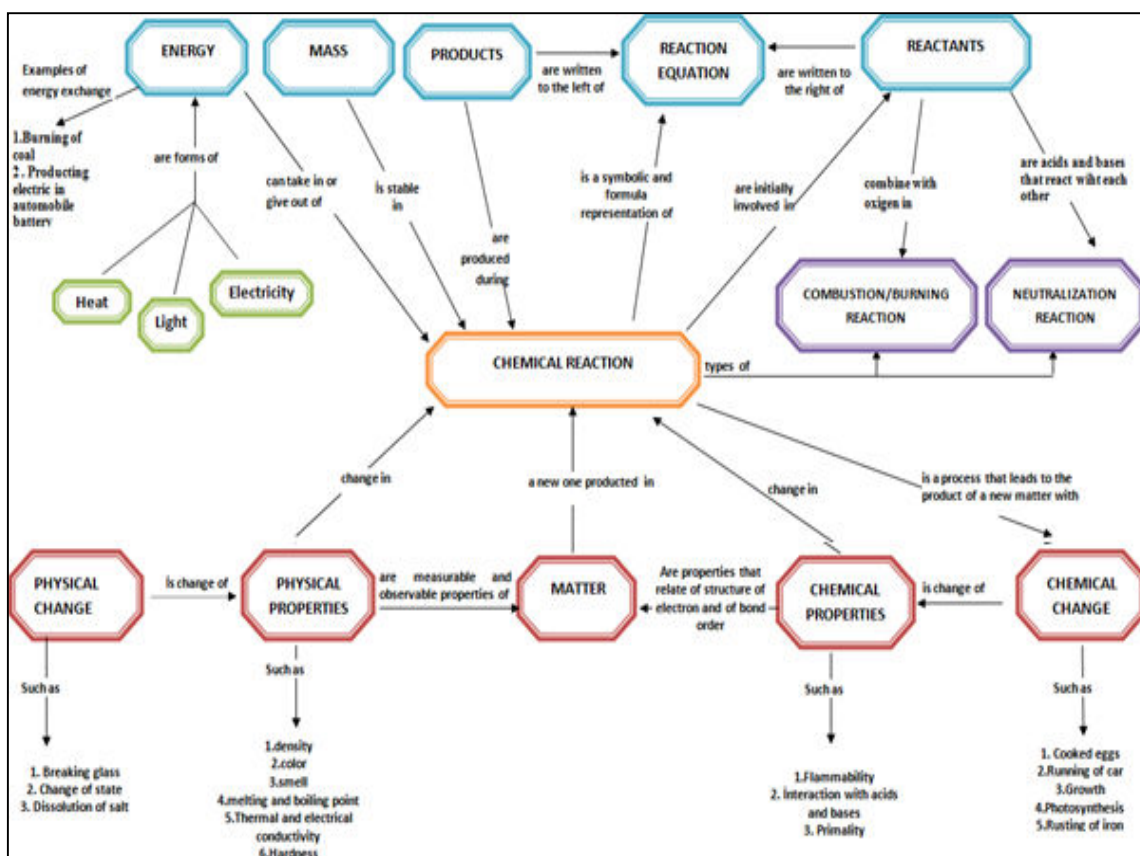 ENERGY
MASS
PRODUCTS
REACTION
EQUATION
REACTANTS
Examples of
energy exchange
are written
to the left of
are written to
the right of
1.Burning of
coal
2 . Producting
electric in
automobile
battery
are forms of
can take in or
give out of
İs stable
in
are
produced
during
is a symbolic and
formula
representation of
are initially
involved in
combine with
oxigen in
are acids and bases
that react wiht each
other
Heat
Light
Electricity
COMBUSTION/BURNING
REACTION
NEUTRALIZATION
REACTION
CHEMICAL REACTION
types of
change in
a new one producted in
change in
is a process that leads to the
product of a new matter with
PHYSICAL
CHANGE
İs change of
PHYSICAL
PROPERTIES
are measurable and
observable properties of
MATTER
Are properties that
relate of structure of
electron and of bond
order
CHEMICAL
PROPERTIES
is change of
CHEMICAL
CHANGE
Such as
Such as
Such as
Such as
1. Breaking glass
2. Change of state
3. Dissolution of salt
1.density
2.color
3.smell
4.melting and boiling point
5.Thermal and electrical
conductivity
6.Hardness
1.Flammability
2. İnteraction with acids
and bases
3. Primality
1. Cooked eggs
2.Running of car
3.Growth
4.Photosynthesis
5.Rusting of iron